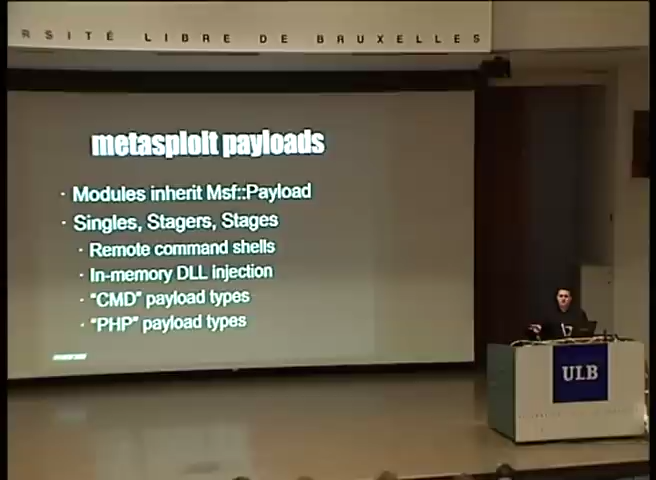 RSITÉ LIBRE DE BRUXELLES
metasploit payloads
· Modules inherit Msf::Payload
· Singles, Stagers, Stages
· Remote command shells
· In-memory DLL injection
· “CMD” payload types
· “PHP” payload types
ULB